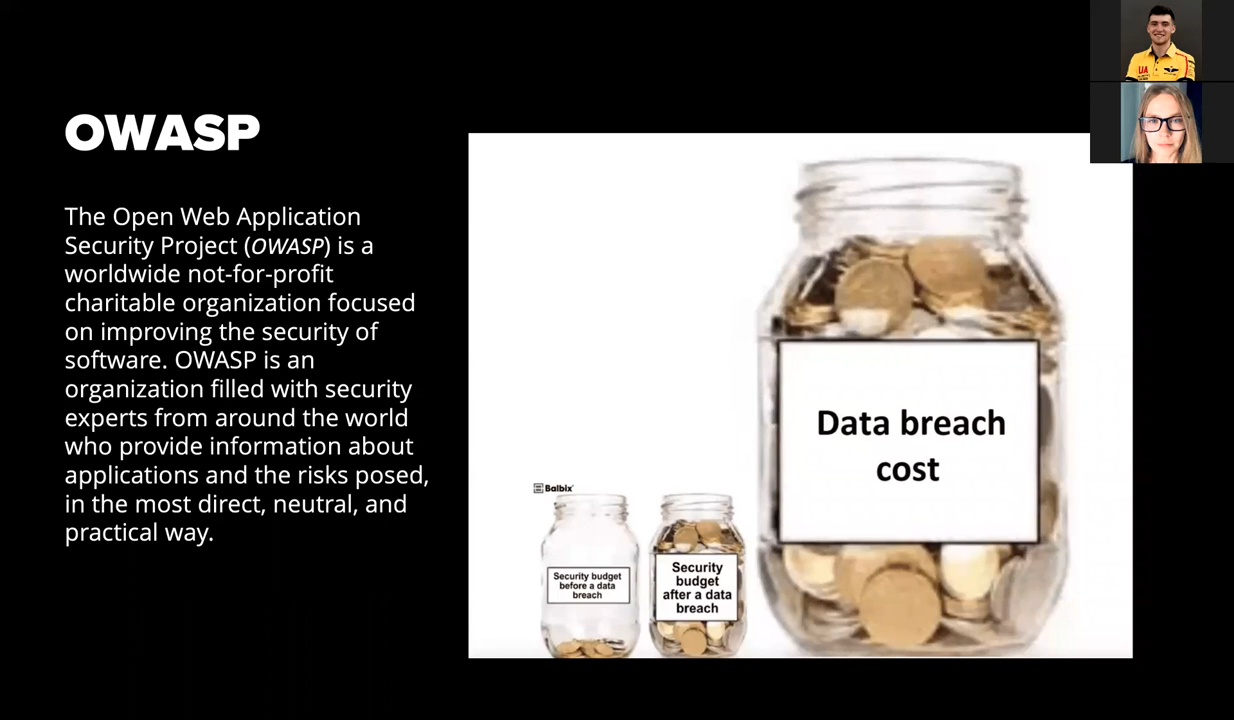 OWASP
The Open Web Application
Security Project (OWASP) is a
worldwide not-for-profit
charitable organization focused
on improving the security of
software. OWASP is an
organization filled with security
experts from around the world
who provide information about
applications and the risks posed,
in the most direct, neutral, and
practical way.
Balbix
Security budget
before a data
breach
Security
budget
after a data
breach
Data breach
cost
UA